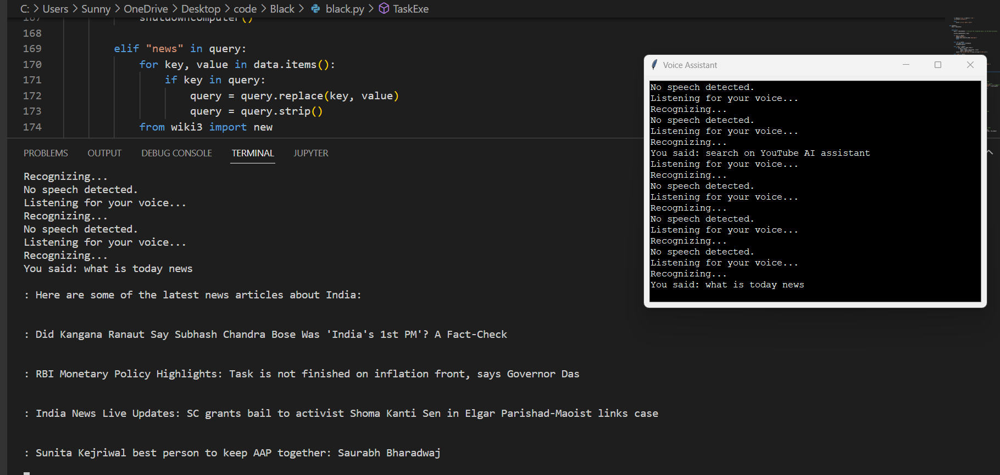 C: > Users > Sunny > OneDrive > Desktop > code > Black > black.py > TaskExe
167 shutdowncomputer()
168
169 elif "news" in query:
170 for key, value in data.items():
171 if key in query:
172 query = query.replace(key, value)
173 query = query.strip()
174 from wiki3 import new
PROBLEMS OUTPUT DEBUG CONSOLE TERMINAL JUPYTER
Recognizing...
No speech detected.
Listening for your voice...
Recognizing...
No speech detected.
Listening for your voice...
Recognizing...
You said: what is today news
: Here are some of the latest news articles about India:
: Did Kangana Ranaut Say Subhash Chandra Bose Was 'India's 1st PM'? A Fact-Check
: RBI Monetary Policy Highlights: Task is not finished on inflation front, says Governor Das
: India News Live Updates: SC grants bail to activist Shoma Kanti Sen in Elgar Parishad-Maoist links case
: Sunita Kejriwal best person to keep AAP together: Saurabh Bharadwaj
Voice Assistant
No speech detected.
Listening for your voice...
Recognizing...
No speech detected.
Listening for your voice...
Recognizing...
You said: search on YouTube AI assistant
Listening for your voice...
Recognizing...
No speech detected.
Listening for your voice...
Recognizing...
No speech detected.
Listening for your voice...
Recognizing...
No speech detected.
Listening for your voice...
Recognizing...
You said: what is today news